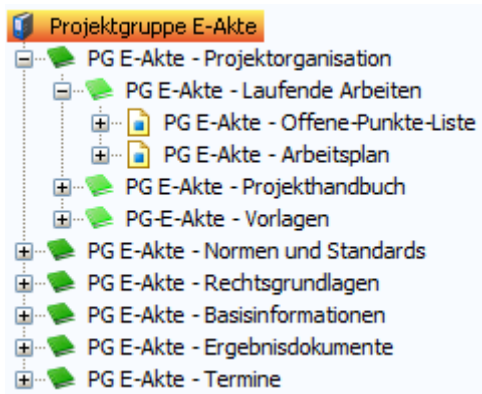 Projektgruppe E-Akte
PG E-Akte - Projektorganisation
PG E-Akte - Laufende Arbeiten
PG E-Akte - Offene-Punkte-Liste
PG E-Akte - Arbeitsplan
PG E-Akte - Projekthandbuch
PG-E-Akte - Vorlagen
PG E-Akte - Normen und Standards
PG E-Akte - Rechtsgrundlagen
PG E-Akte - Basisinformationen
PG E-Akte - Ergebnisdokumente
PG E-Akte - Termine